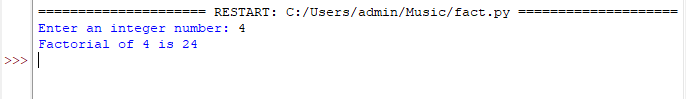 ===================== RESTART: C:/Users/admin/Music/fact.py ====================
Enter an integer number: 4
Factorial of 4 is 24
>>>